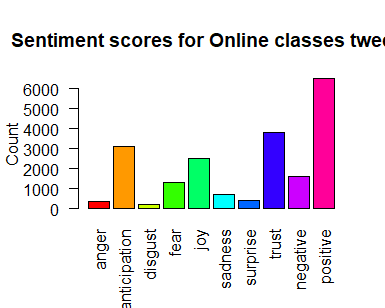 Sentiment scores for Online classes twee
Count
6000
5000
4000
3000
2000
1000
0
anger
anticipation
disgust
fear
joy
sadness
surprise
trust
negative
positive